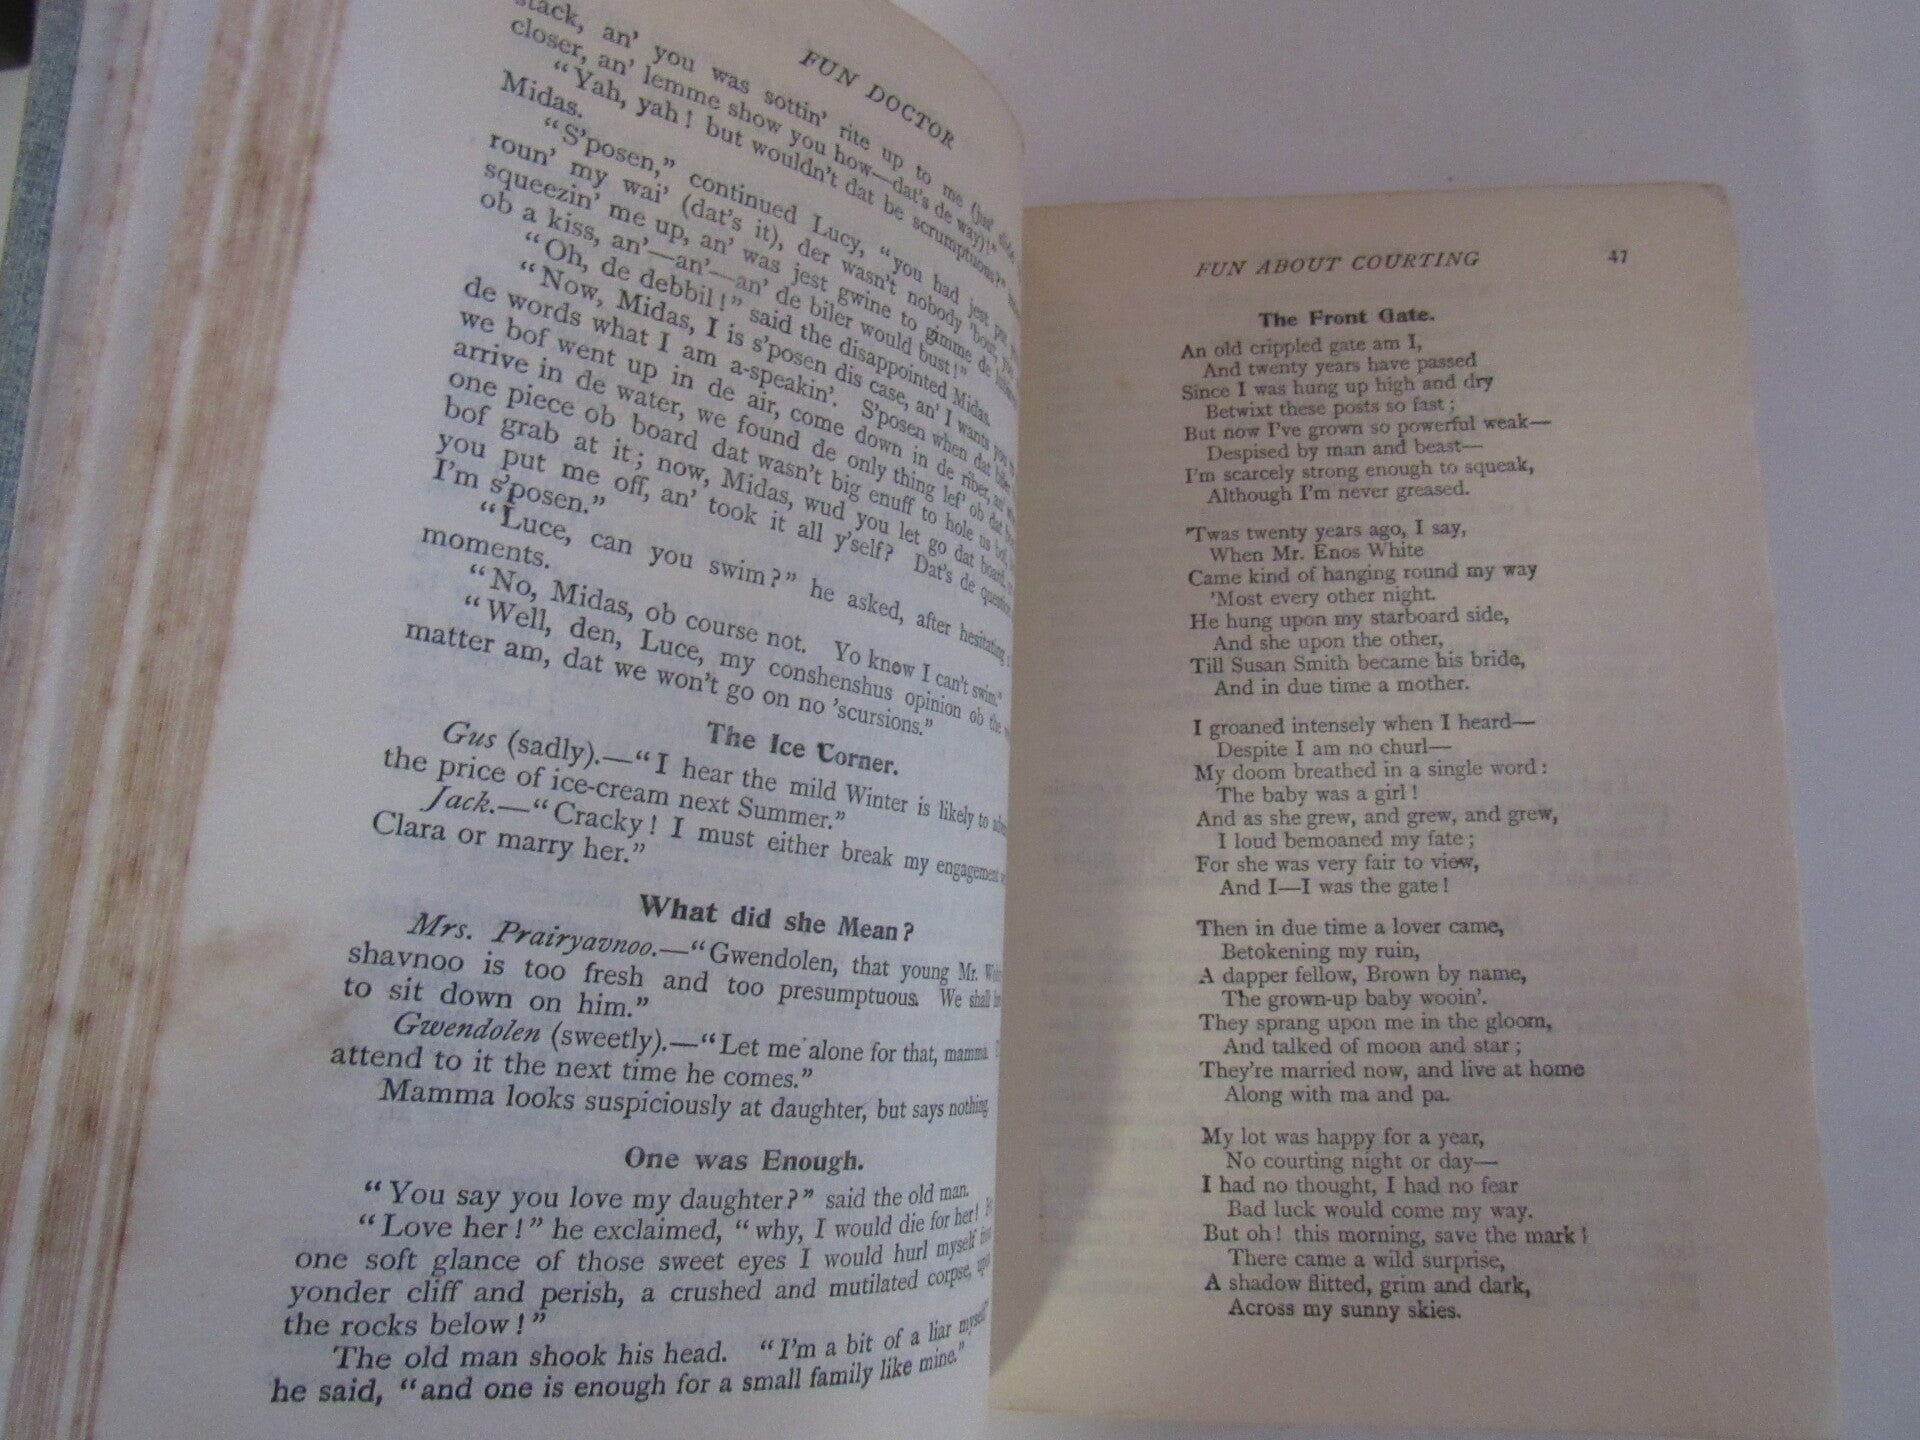 FUN DOCTOR
stack, an' you was sottin' rite up to me (jus' slide
closer, an' lemme show you how—dat's de way)!"
"Yah, yah! but wouldn't dat be scrumptuous?"
Midas.
"S'posen," continued Lucy, "you had jest put
roun' my wai' (dat's it), der wasn't nobody 'bout, you
squeezin' me up, an' was jest gwine to gimme de
ob a kiss, an'—an'—an' de biler would bust!"
"Oh, de debbil!" said the disappointed Midas.
"Now, Midas, I is s'posen dis case, an' I wants you
de words what I am a-speakin'. S'posen when dat biler
we bof went up in de air, come down in de riber, an'
arrive in de water, we found de only thing lef' ob dat
one piece ob board dat wasn't big enuff to hole us bof,
bof grab at it; now, Midas, wud you let go dat board, or
you put me off, an' took it all y'self? Dat's de question
I'm s'posen."
"Luce, can you swim?" he asked, after hesitating
moments.
"No, Midas, ob course not. Yo know I can't swim."
"Well, den, Luce, my conshenshus opinion ob the
matter am, dat we won't go on no 'scursions."
The Ice Corner.
Gus (sadly).—"I hear the mild Winter is likely to
the price of ice-cream next Summer."
Jack.—"Cracky! I must either break my engagement
Clara or marry her."
What did she Mean?
Mrs. Prairyavnoo.—"Gwendolen, that young Mr.
shavnoo is too fresh and too presumptuous. We shall
to sit down on him."
Gwendolen (sweetly).—"Let me alone for that, mamma.
attend to it the next time he comes."
Mamma looks suspiciously at daughter, but says nothing
One was Enough.
"You say you love my daughter?" said the old man.
"Love her!" he exclaimed, "why, I would die for her!
one soft glance of those sweet eyes I would hurl myself from
yonder cliff and perish, a crushed and mutilated corpse, upon
the rocks below!"
The old man shook his head. "I'm a bit of a liar myself"
he said, "and one is enough for a small family like mine."
FUN ABOUT COURTING 47
The Front Gate.
An old crippled gate am I,
And twenty years have passed
Since I was hung up high and dry
Betwixt these posts so fast;
But now I've grown so powerful weak—
Despised by man and beast—
I'm scarcely strong enough to squeak,
Although I'm never greased.
'Twas twenty years ago, I say,
When Mr. Enos White
Came kind of hanging round my way
'Most every other night.
He hung upon my starboard side,
And she upon the other,
Till Susan Smith became his bride,
And in due time a mother.
I groaned intensely when I heard—
Despite I am no churl—
My doom breathed in a single word:
The baby was a girl!
And as she grew, and grew, and grew,
I loud bemoaned my fate;
For she was very fair to view,
And I—I was the gate!
Then in due time a lover came,
Betokening my ruin,
A dapper fellow, Brown by name,
The grown-up baby wooin'.
They sprang upon me in the gloom,
And talked of moon and star;
They're married now, and live at home
Along with ma and pa.
My lot was happy for a year,
No courting night or day—
I had no thought, I had no fear
Bad luck would come my way.
But oh! this morning, save the mark!
There came a wild surprise,
A shadow flitted, grim and dark,
Across my sunny skies.